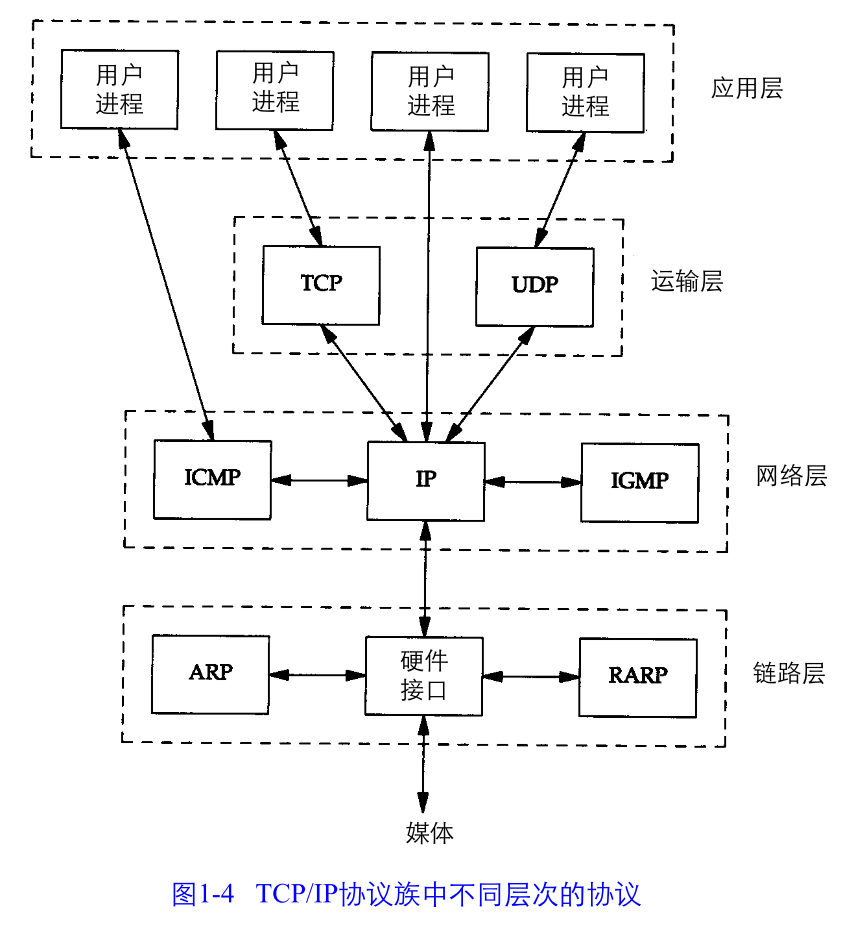 用户
进程
用户
进程
用户
进程
用户
进程
应用层
TCP
UDP
运输层
ICMP
IP
IGMP
网络层
ARP
硬件
接口
RARP
链路层
媒体
图1-4 TCP/IP协议族中不同层次的协议